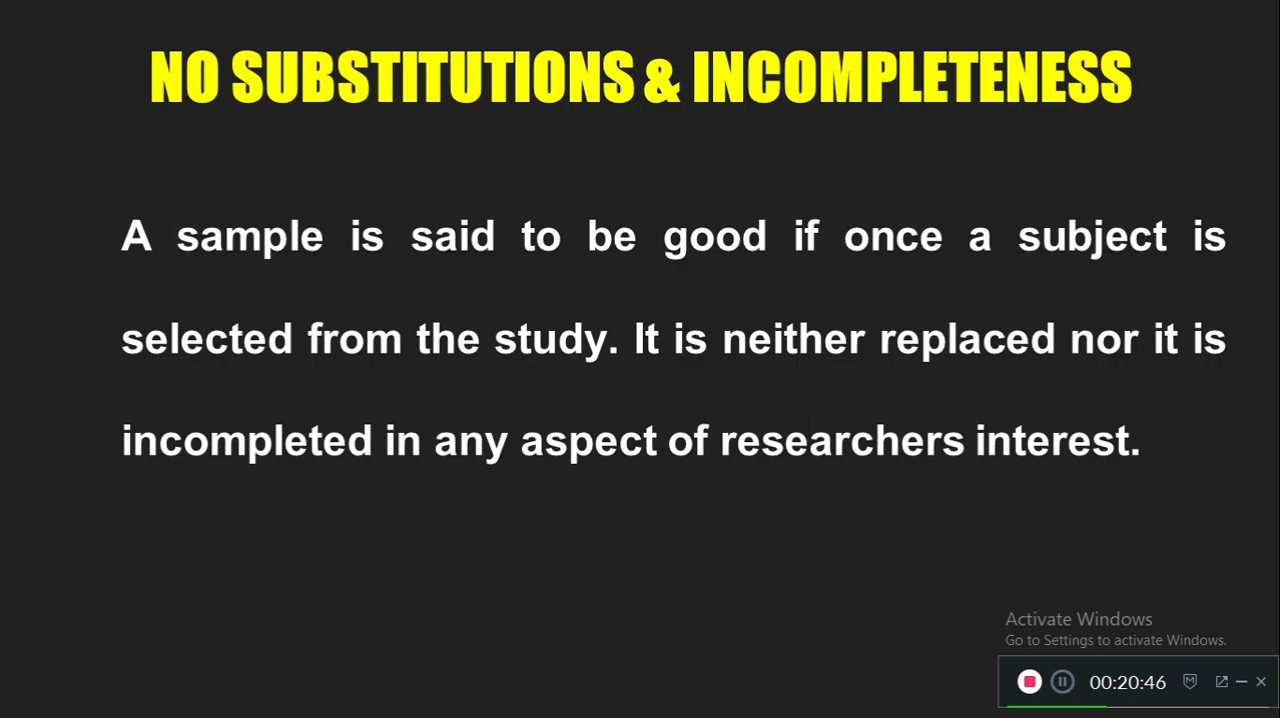 NO SUBSTITUTIONS & INCOMPLETENESS
A sample is said to be good if once a subject is
selected from the study. It is neither replaced nor it is
incompleted in any aspect of researchers interest.
Activate Windows
Go to Settings to activate Windows.
00:20:46